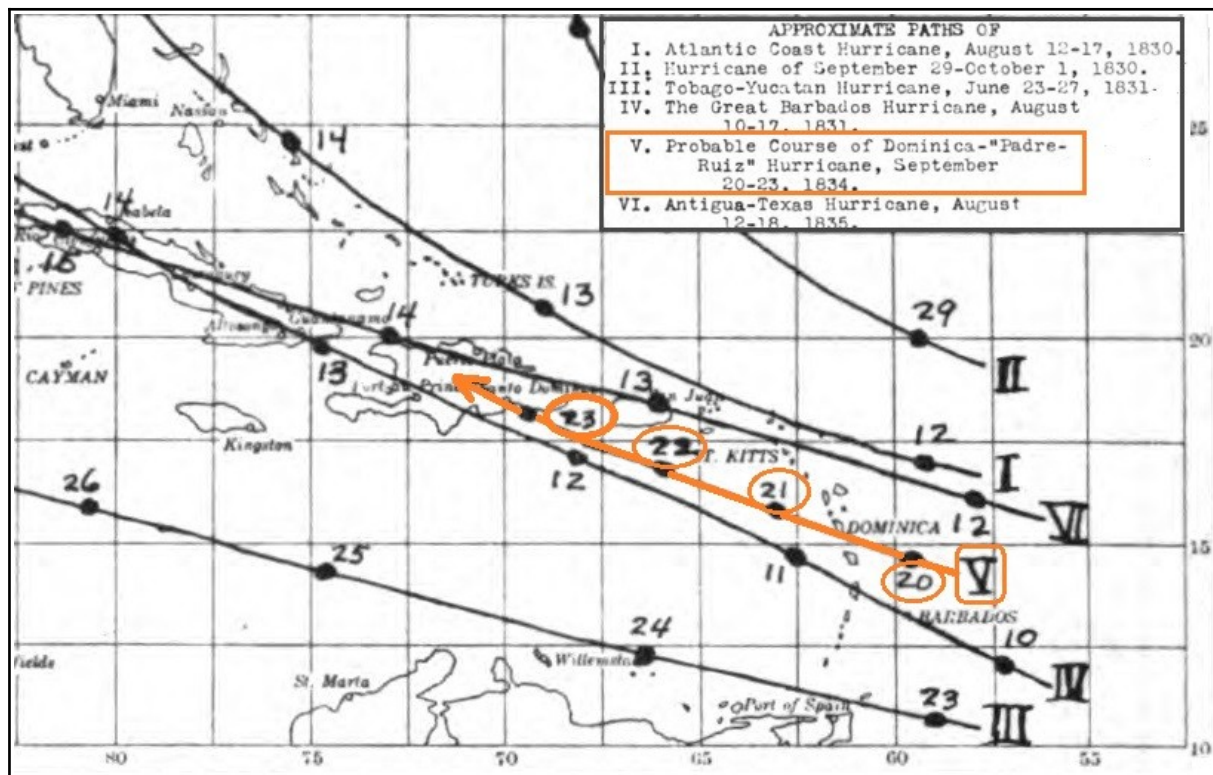 APPROXIMATE PATHS OF
I. Atlantic Coast Hurricane, August 12-17, 1830.
II. Hurricane of September 29-October 1, 1830.
III. Tobago-Yucatan Hurricane, June 23-27, 1831.
IV. The Great Barbados Hurricane, August
10-17, 1831.
V. Probable Course of Dominica-"Padre-
Ruiz" Hurricane, September
20-23, 1834.
VI. Antigua-Texas Hurricane, August
12-18, 1835.
Miami
Nassau
14
25
14
15
PINES
TURKS IS.
13
29
20
II
14
Guantanamo
CAYMAN
13
Puerto Plata
13
Kingston
23
22
T. KITTS
12
I
12
21
12
VI
26
DOMINICA
15
25
11
20
V
BARBADOS
24
10
fields
Willemsta
IV
St. Marta
Port of Spain
23
III
80
75
70
65
60
55
10